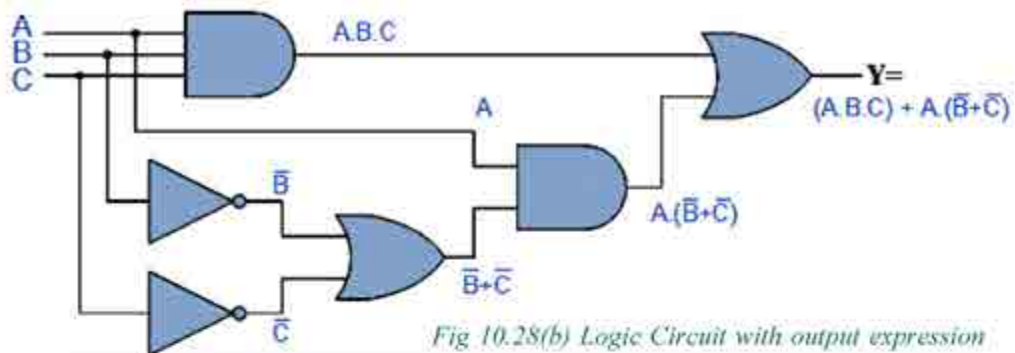 A
B
C
A.B.C
Y=
(A.B.C) + A.(B̅+C̅)
A
B̅
A.(B̅+C̅)
B̅+C̅
C̅
Fig 10.28(b) Logic Circuit with output expression